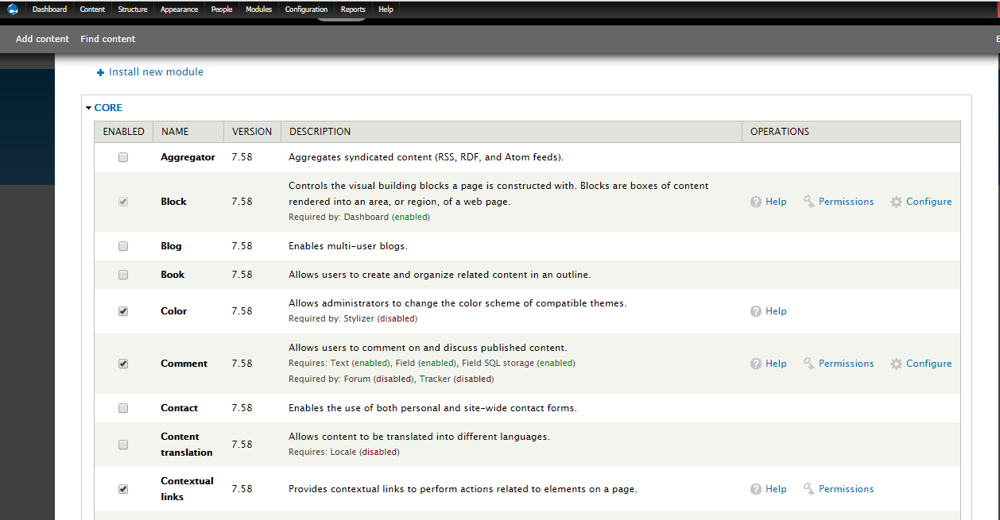 Dashboard Content Structure Appearance People Modules Configuration Reports Help
Add content Find content
Install new module
CORE
ENABLED NAME VERSION DESCRIPTION OPERATIONS
Aggregator 7.58 Aggregates syndicated content (RSS, RDF, and Atom feeds).
Controls the visual building blocks a page is constructed with. Blocks are boxes of content
Block 7.58 rendered into an area, or region, of a web page. Help Permissions Configure
Required by: Dashboard (enabled)
Blog 7.58 Enables multi-user blogs.
Book 7.58 Allows users to create and organize related content in an outline.
Allows administrators to change the color scheme of compatible themes.
Color 7.58 Help
Required by: Stylizer (disabled)
Allows users to comment on and discuss published content.
Comment 7.58 Requires: Text (enabled), Field (enabled), Field SQL storage (enabled) Help Permissions Configure
Required by: Forum (disabled), Tracker (disabled)
Contact 7.58 Enables the use of both personal and site-wide contact forms.
Content Allows content to be translated into different languages.
7.58
translation Requires: Locale (disabled)
Contextual
7.58 Provides contextual links to perform actions related to elements on a page. Help Permissions
links